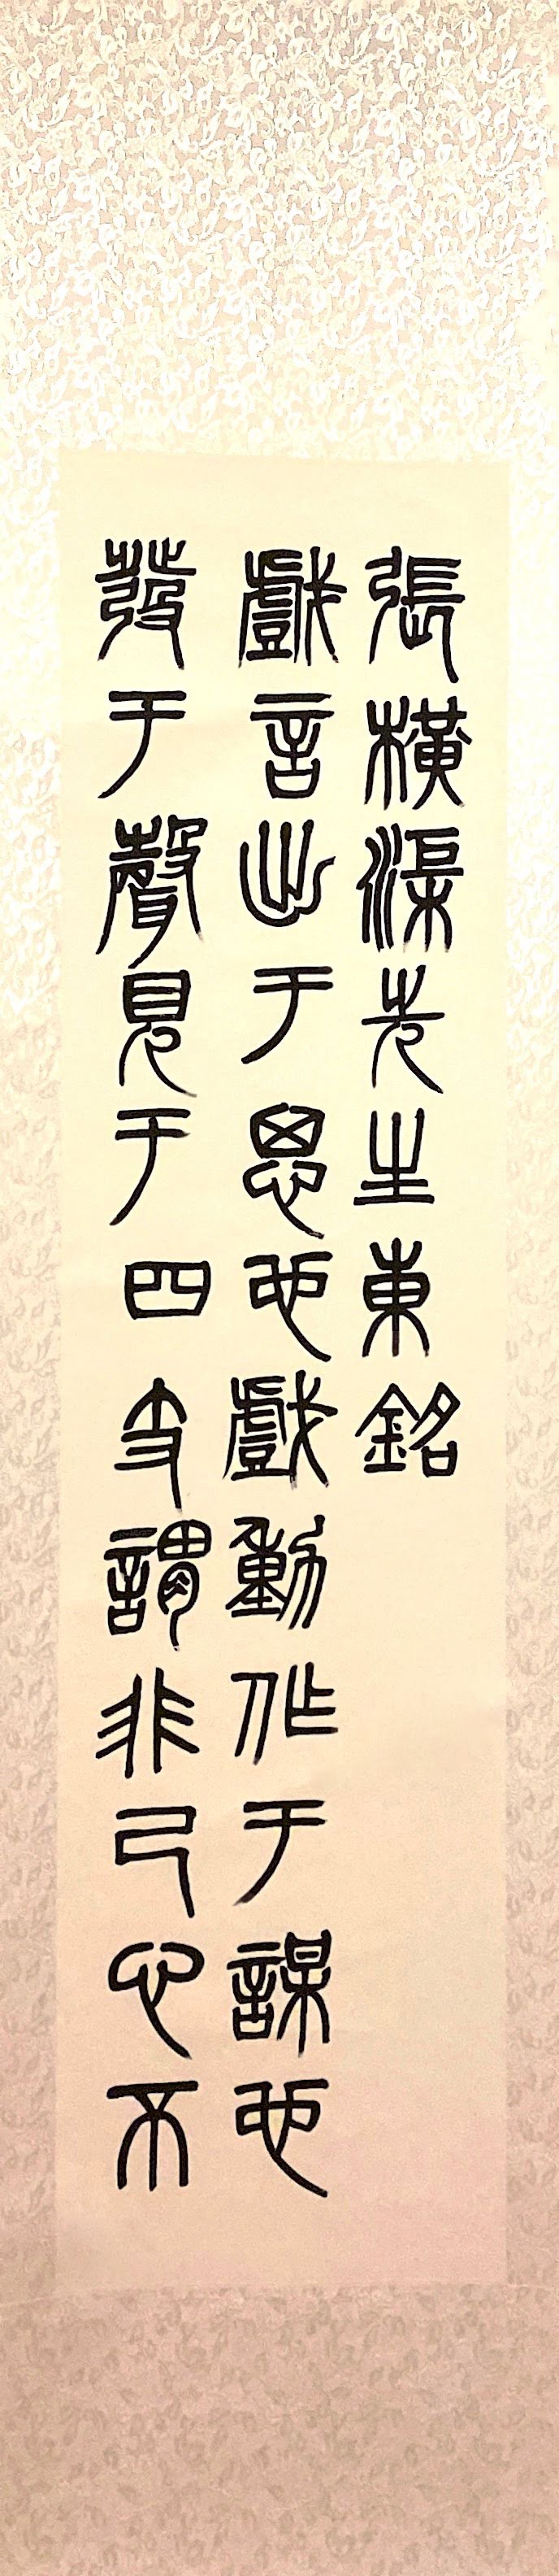 張橫渠先生東銘
戲言出于思也戲動作于謀也
發于聲見于四支謂非己心不